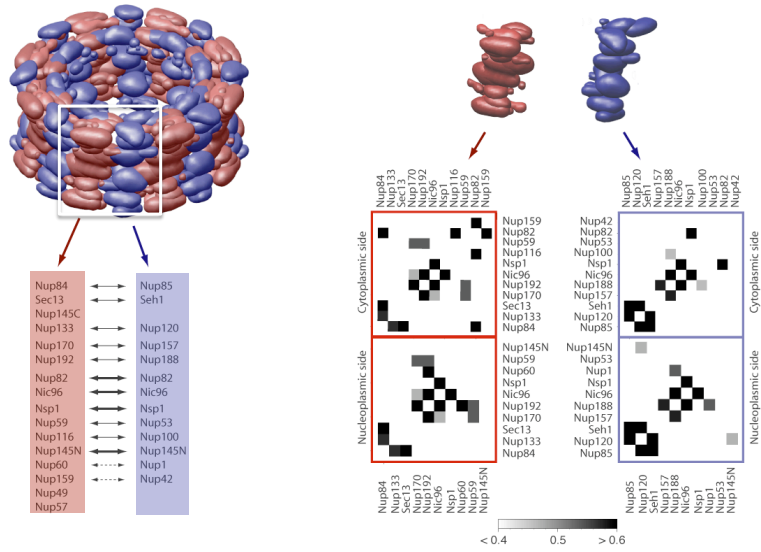 Nup84 Nup85
Sec13 Seh1
Nup145C
Nup133 Nup120
Nup170 Nup157
Nup192 Nup188
Nup82 Nup82
Nic96 Nic96
Nsp1 Nsp1
Nup59 Nup53
Nup116 Nup100
Nup145N Nup145N
Nup60 Nup1
Nup159 Nup42
Nup49
Nup57
Nup84
Nup133
Sec13
Nup170
Nup192
Nic96
Nsp1
Nup116
Nup59
Nup82
Nup159
Cytoplasmic side
Nup159
Nup82
Nup59
Nup116
Nsp1
Nic96
Nup192
Nup170
Sec13
Nup133
Nup84
Nucleoplasmic side
Nup145N
Nup59
Nup60
Nsp1
Nic96
Nup192
Nup170
Sec13
Nup133
Nup84
Nup84
Nup133
Sec13
Nup170
Nup192
Nic96
Nsp1
Nup60
Nup59
Nup145N
Nup85
Nup120
Seh1
Nup157
Nup188
Nic96
Nsp1
Nup100
Nup53
Nup82
Nup42
Nup42
Nup82
Nup53
Nup100
Nsp1
Nic96
Nup188
Nup157
Seh1
Nup120
Nup85
Cytoplasmic side
Nup145N
Nup53
Nup1
Nsp1
Nic96
Nup188
Nup157
Seh1
Nup120
Nup85
Nucleoplasmic side
Nup85
Nup120
Seh1
Nup157
Nup188
Nic96
Nsp1
Nup1
Nup53
Nup145N
< 0.4 0.5 > 0.6